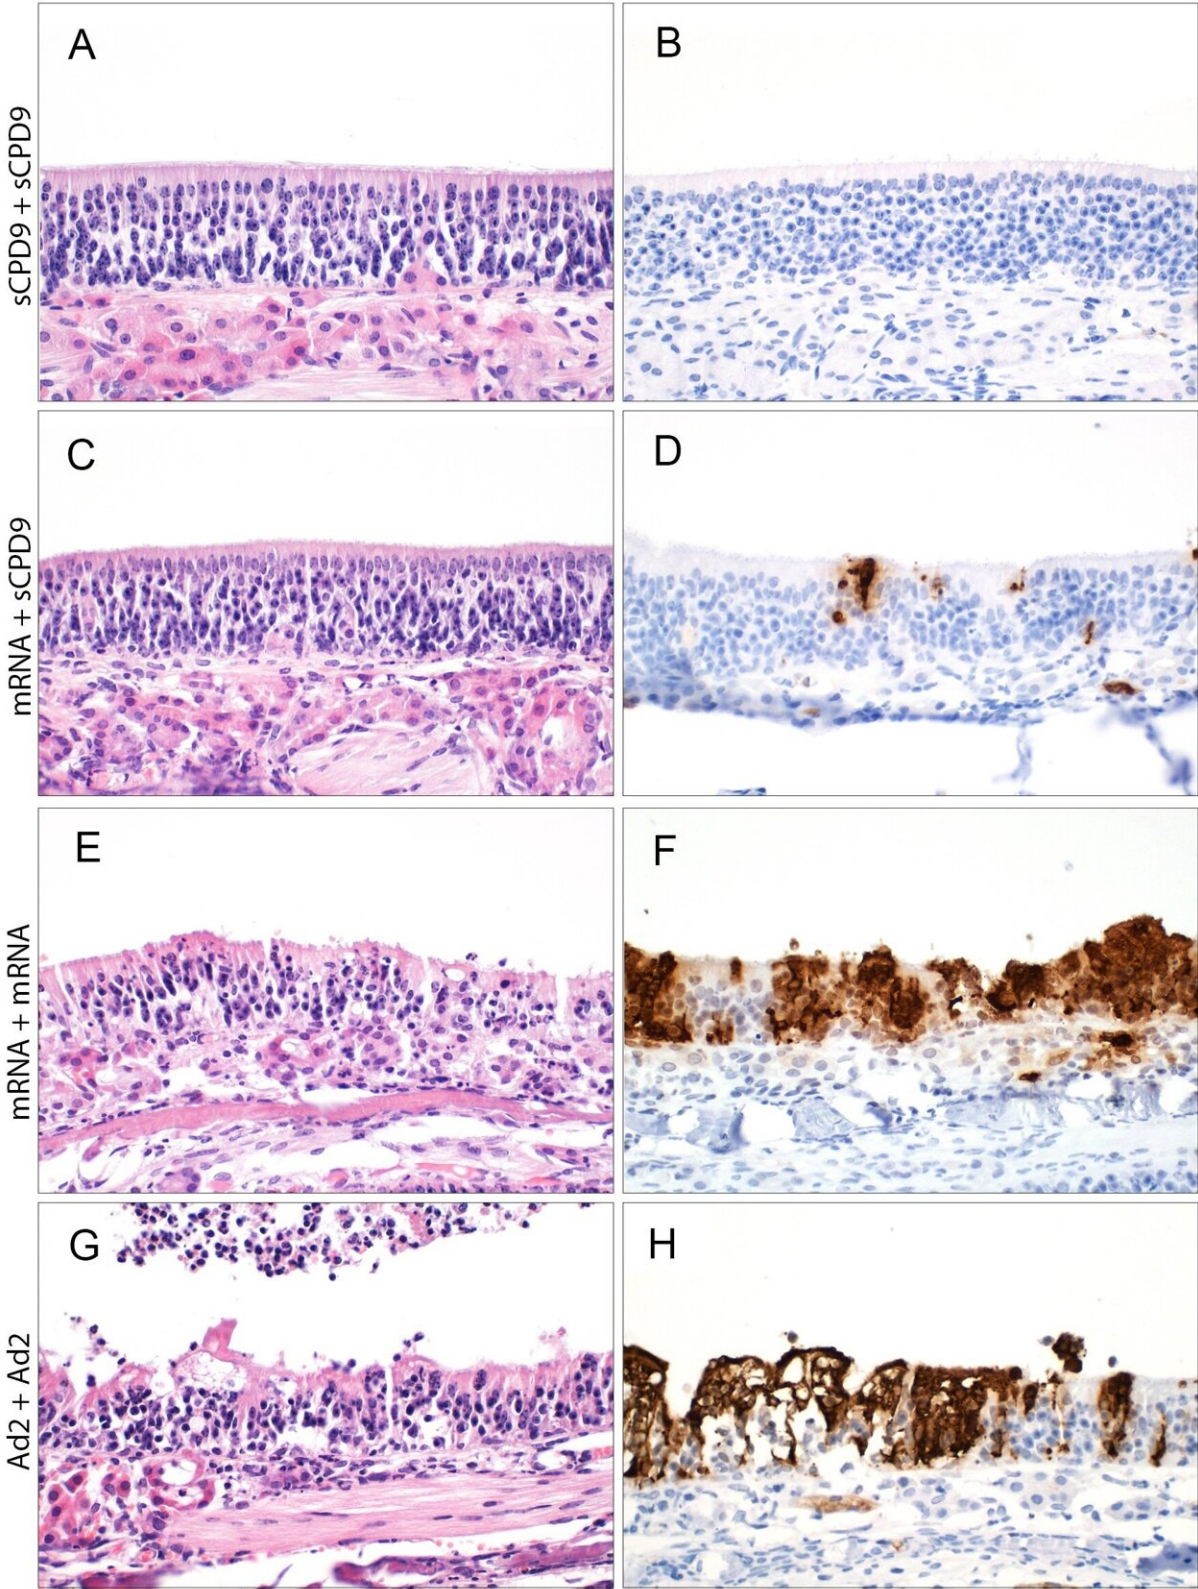 sCPD9 + sCPD9
A
B
mRNA + sCPD9
C
D
mRNA + mRNA
E
F
Ad2 + Ad2
G
H